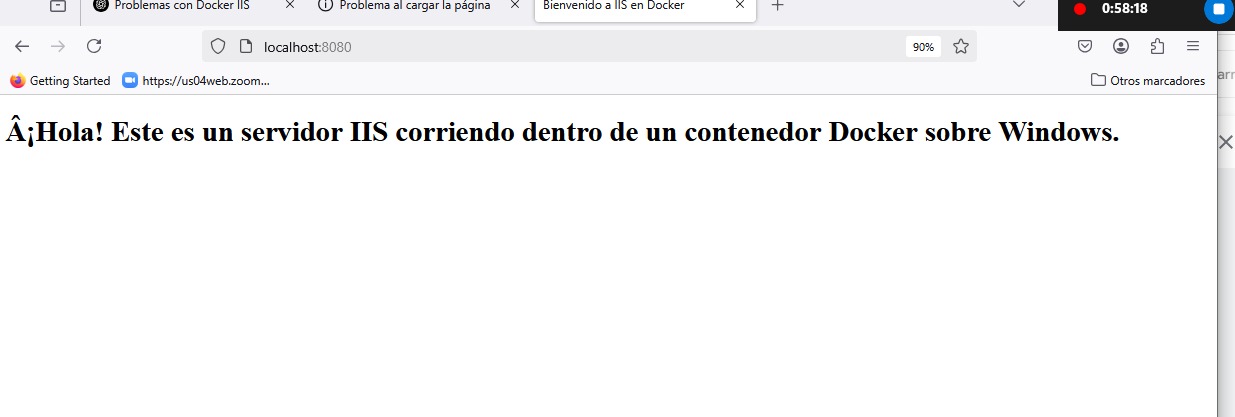 Problemas con Docker IIS
Problema al cargar la página
Bienvenido a IIS en Docker
0:58:18
localhost:8080
90%
Getting Started
https://us04web.zoom...
Otros marcadores
arr
Â¡Hola! Este es un servidor IIS corriendo dentro de un contenedor Docker sobre Windows.